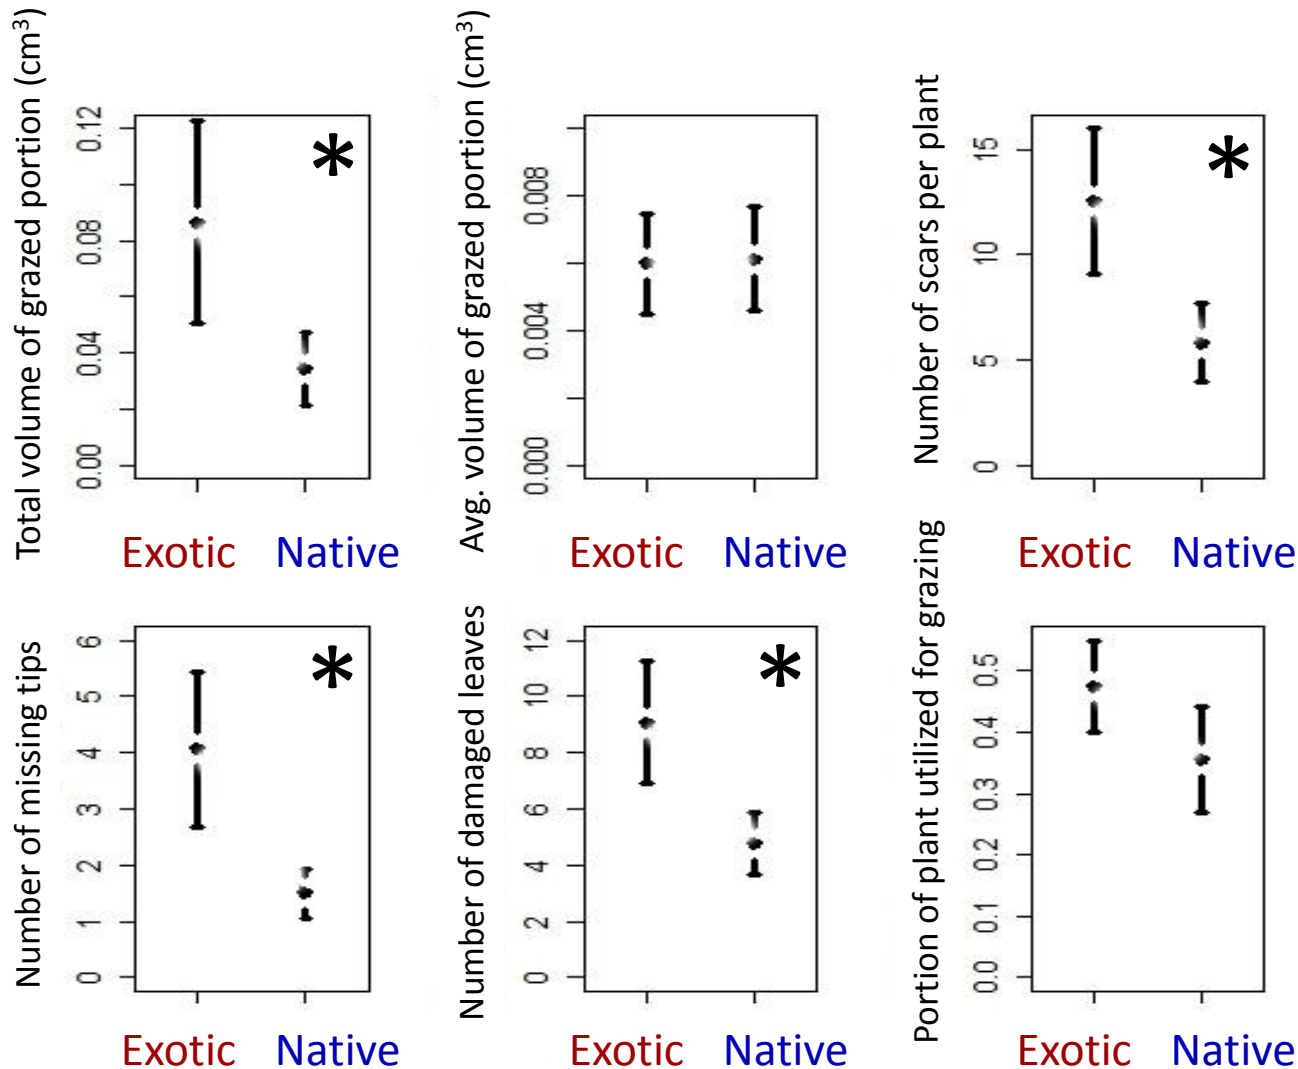 Total volume of grazed portion (cm³)
0.12
0.08
0.04
0.00
*
Exotic Native
Avg. volume of grazed portion (cm³)
0.008
0.004
0.000
Exotic Native
Number of scars per plant
15
10
5
0
*
Exotic Native
Number of missing tips
6
5
4
3
2
1
0
*
Exotic Native
Number of damaged leaves
12
10
8
6
4
2
0
*
Exotic Native
Portion of plant utilized for grazing
0.5
0.4
0.3
0.2
0.1
0.0
Exotic Native